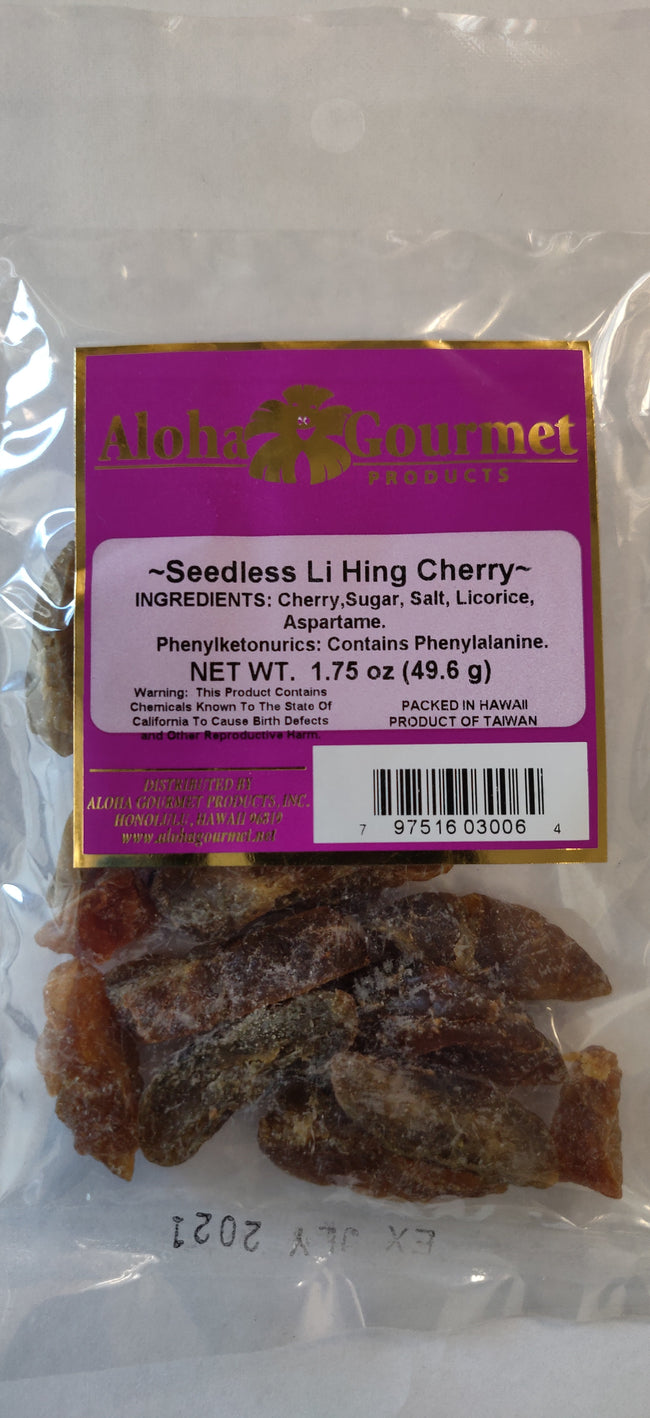 Aloha Gourmet
PRODUCTS
~Seedless Li Hing Cherry~
INGREDIENTS: Cherry,Sugar, Salt, Licorice,
Aspartame.
Phenylketonurics: Contains Phenylalanine.
NET WT. 1.75 oz (49.6 g)
Warning: This Product Contains
Chemicals Known To The State Of
California To Cause Birth Defects
and Other Reproductive Harm.
PACKED IN HAWAII
PRODUCT OF TAIWAN
DISTRIBUTED BY
ALOHA GOURMET PRODUCTS, INC.
HONOLULU, HAWAII 96819
www.alohagourmet.net
7 97516 03006 4
EX JLY 2021